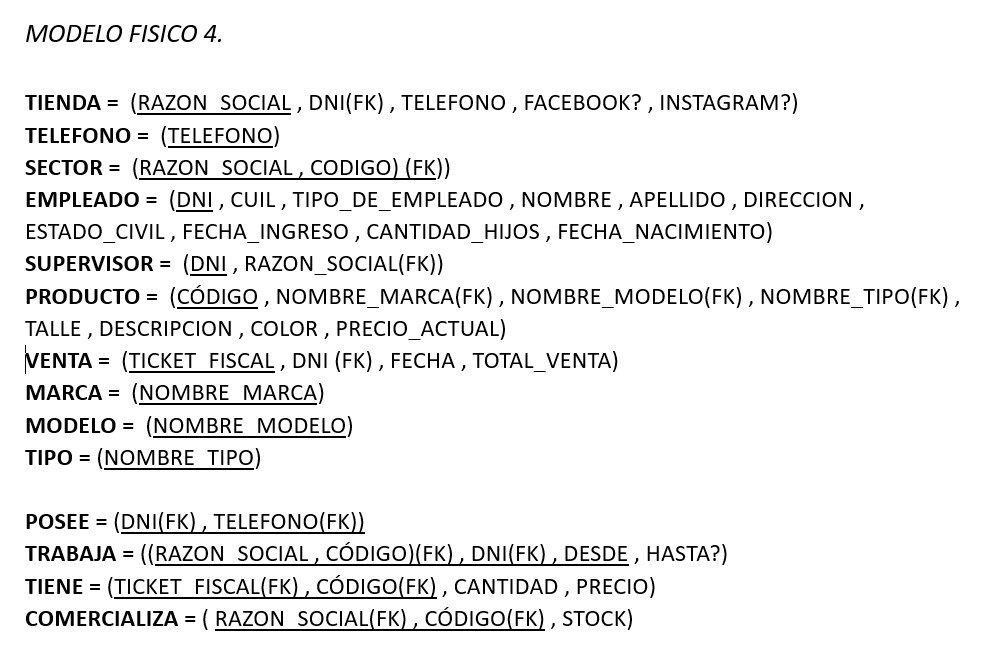 MODELO FISICO 4.
TIENDA = (RAZON_SOCIAL , DNI(FK) , TELEFONO , FACEBOOK? , INSTAGRAM?)
TELEFONO = (TELEFONO)
SECTOR = (RAZON_SOCIAL , CODIGO) (FK))
EMPLEADO = (DNI , CUIL , TIPO_DE_EMPLEADO , NOMBRE , APELLIDO , DIRECCION ,
ESTADO_CIVIL , FECHA_INGRESO , CANTIDAD_HIJOS , FECHA_NACIMIENTO)
SUPERVISOR = (DNI , RAZON_SOCIAL(FK))
PRODUCTO = (CÓDIGO , NOMBRE_MARCA(FK) , NOMBRE_MODELO(FK) , NOMBRE_TIPO(FK) ,
TALLE , DESCRIPCION , COLOR , PRECIO_ACTUAL)
VENTA = (TICKET_FISCAL , DNI (FK) , FECHA , TOTAL_VENTA)
MARCA = (NOMBRE_MARCA)
MODELO = (NOMBRE_MODELO)
TIPO = (NOMBRE_TIPO)
POSEE = (DNI(FK) , TELEFONO(FK))
TRABAJA = ((RAZON_SOCIAL , CÓDIGO)(FK) , DNI(FK) , DESDE , HASTA?)
TIENE = (TICKET_FISCAL(FK) , CÓDIGO(FK) , CANTIDAD , PRECIO)
COMERCIALIZA = ( RAZON_SOCIAL(FK) , CÓDIGO(FK) , STOCK)